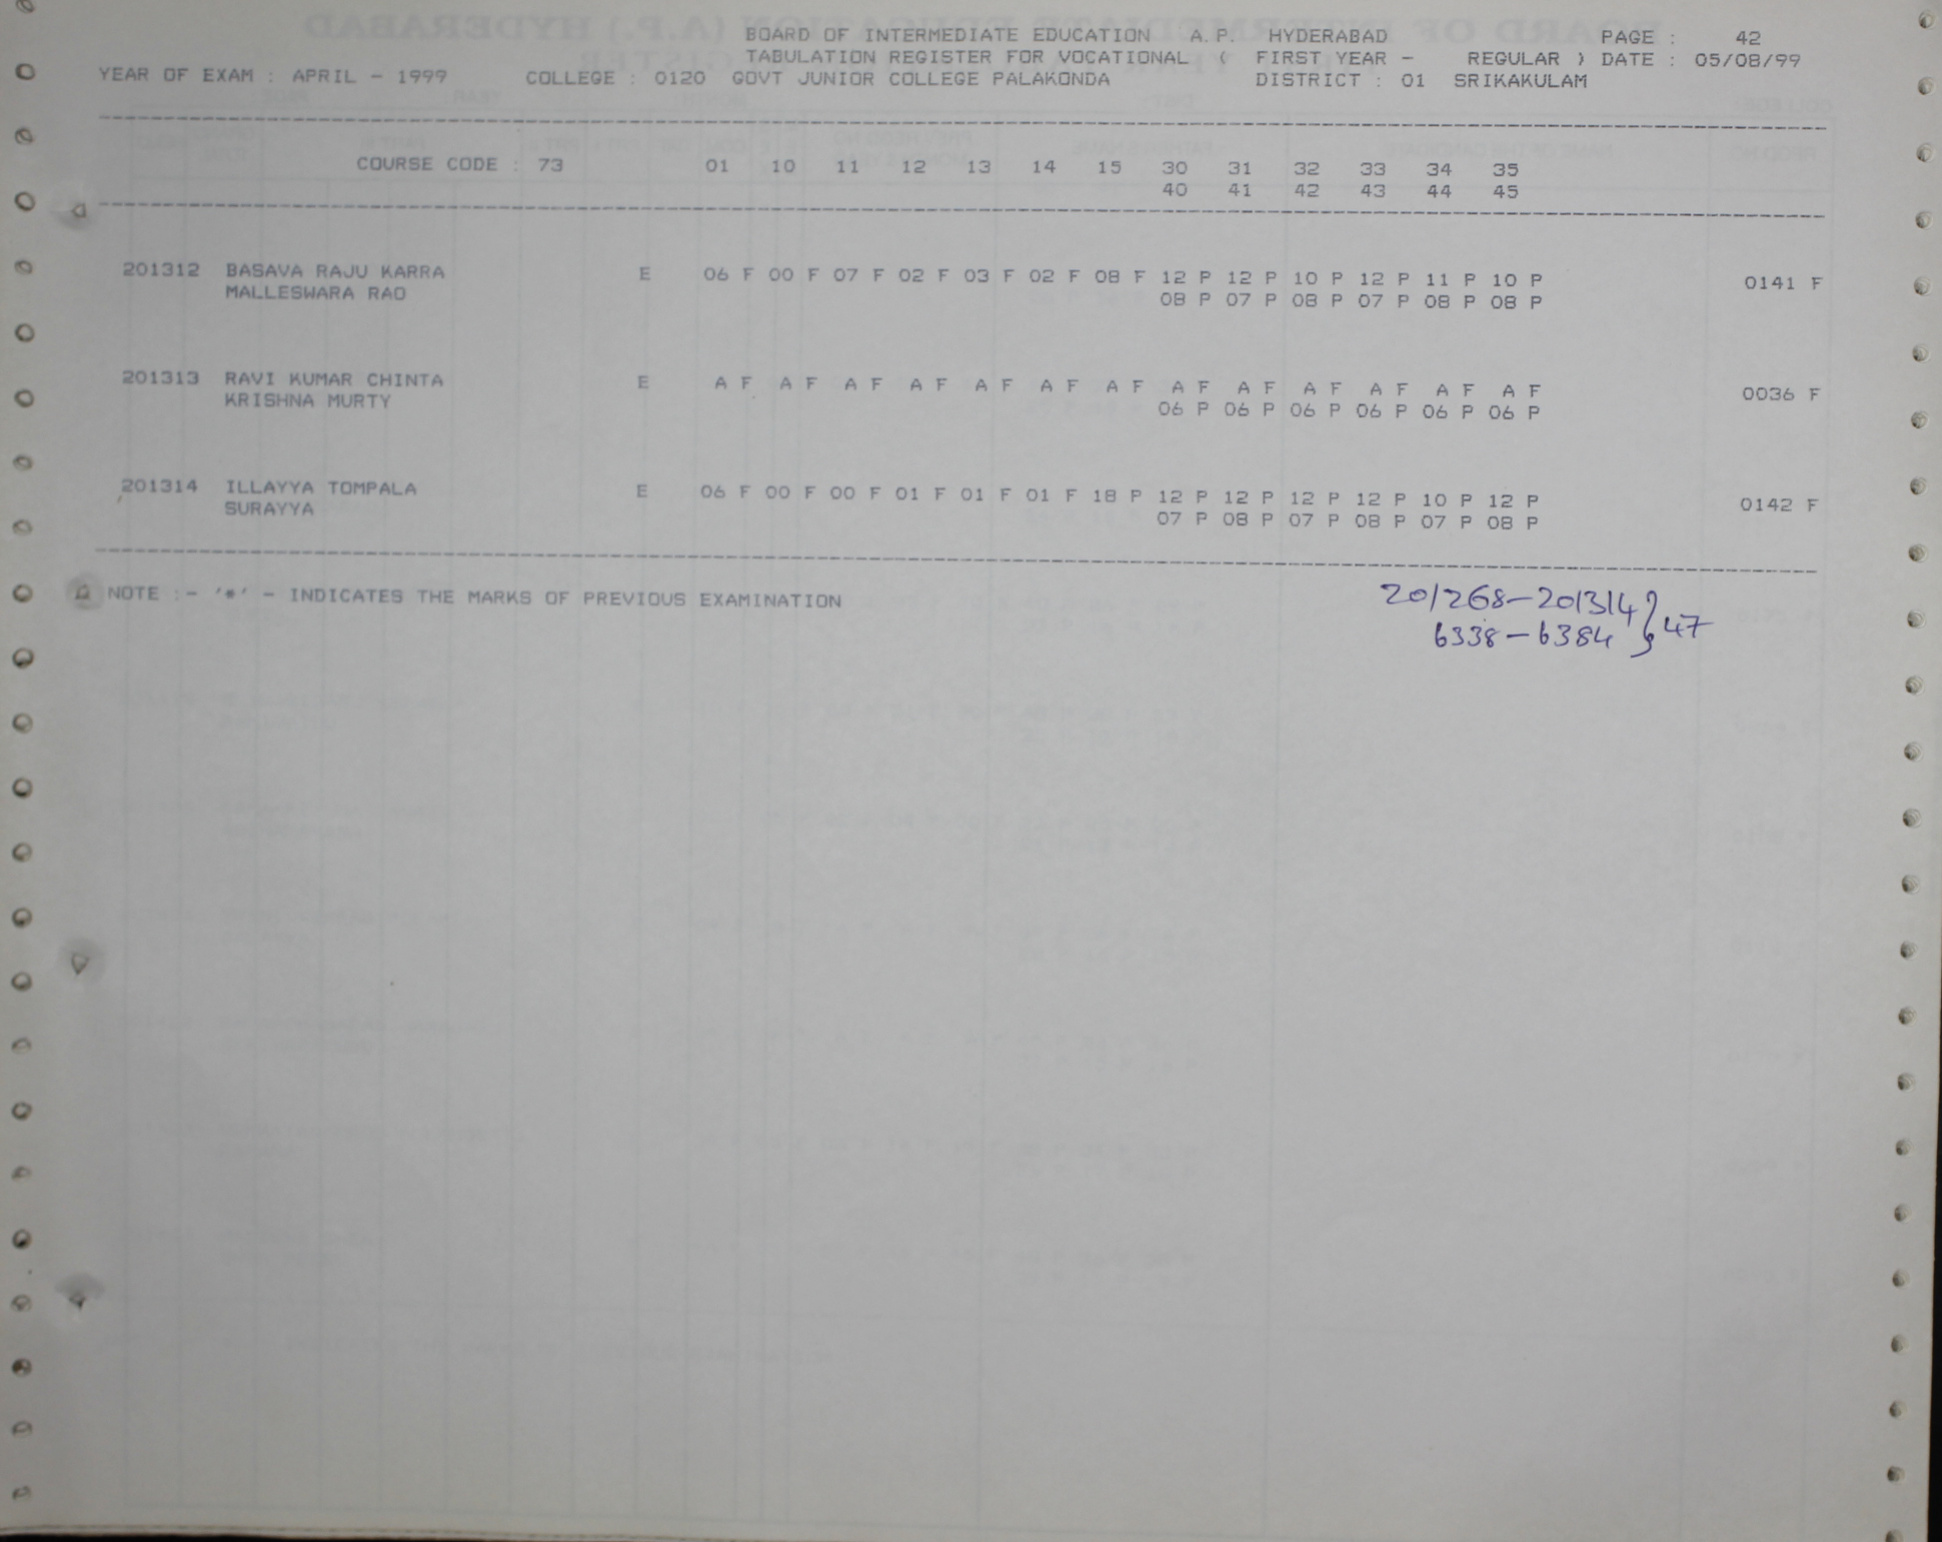 BOARD OF INTERMEDIATE EDUCATION A.P. HYDERABAD PAGE : 42
TABULATION REGISTER FOR VOCATIONAL ( FIRST YEAR - REGULAR ) DATE : 05/08/99
YEAR OF EXAM : APRIL - 1999 COLLEGE : 0120 GOVT JUNIOR COLLEGE PALAKONDA DISTRICT : 01 SRIKAKULAM
COURSE CODE : 73 01 10 11 12 13 14 15 30 31 32 33 34 35
40 41 42 43 44 45
201312 BASAVA RAJU KARRA E 06 F 00 F 07 F 02 F 03 F 02 F 08 F 12 P 12 P 10 P 12 P 11 P 10 P 0141 F
MALLESWARA RAO 08 P 07 P 08 P 07 P 08 P 08 P
201313 RAVI KUMAR CHINTA E A F A F A F A F A F A F A F A F A F A F A F A F A F 0036 F
KRISHNA MURTY 06 P 06 P 06 P 06 P 06 P 06 P
201314 ILLAYYA TOMPALA E 06 F 00 F 00 F 01 F 01 F 01 F 18 P 12 P 12 P 12 P 12 P 10 P 12 P 0142 F
SURAYYA 07 P 08 P 07 P 08 P 07 P 08 P
NOTE :- '*' - INDICATES THE MARKS OF PREVIOUS EXAMINATION
201268-201314 } 47
6338-6384